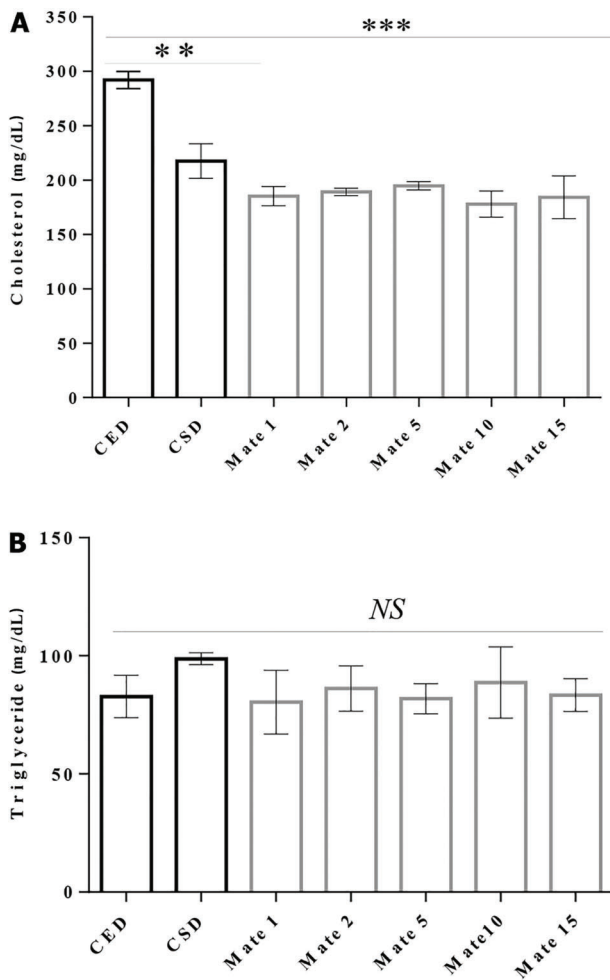 A
Cholesterol (mg/dL)
350
300
250
200
150
100
50
0
***
**
CED
CSD
Mate 1
Mate 2
Mate 5
Mate 10
Mate 15
B
Triglyceride (mg/dL)
150
100
50
0
NS
CED
CSD
Mate 1
Mate 2
Mate 5
Mate10
Mate 15